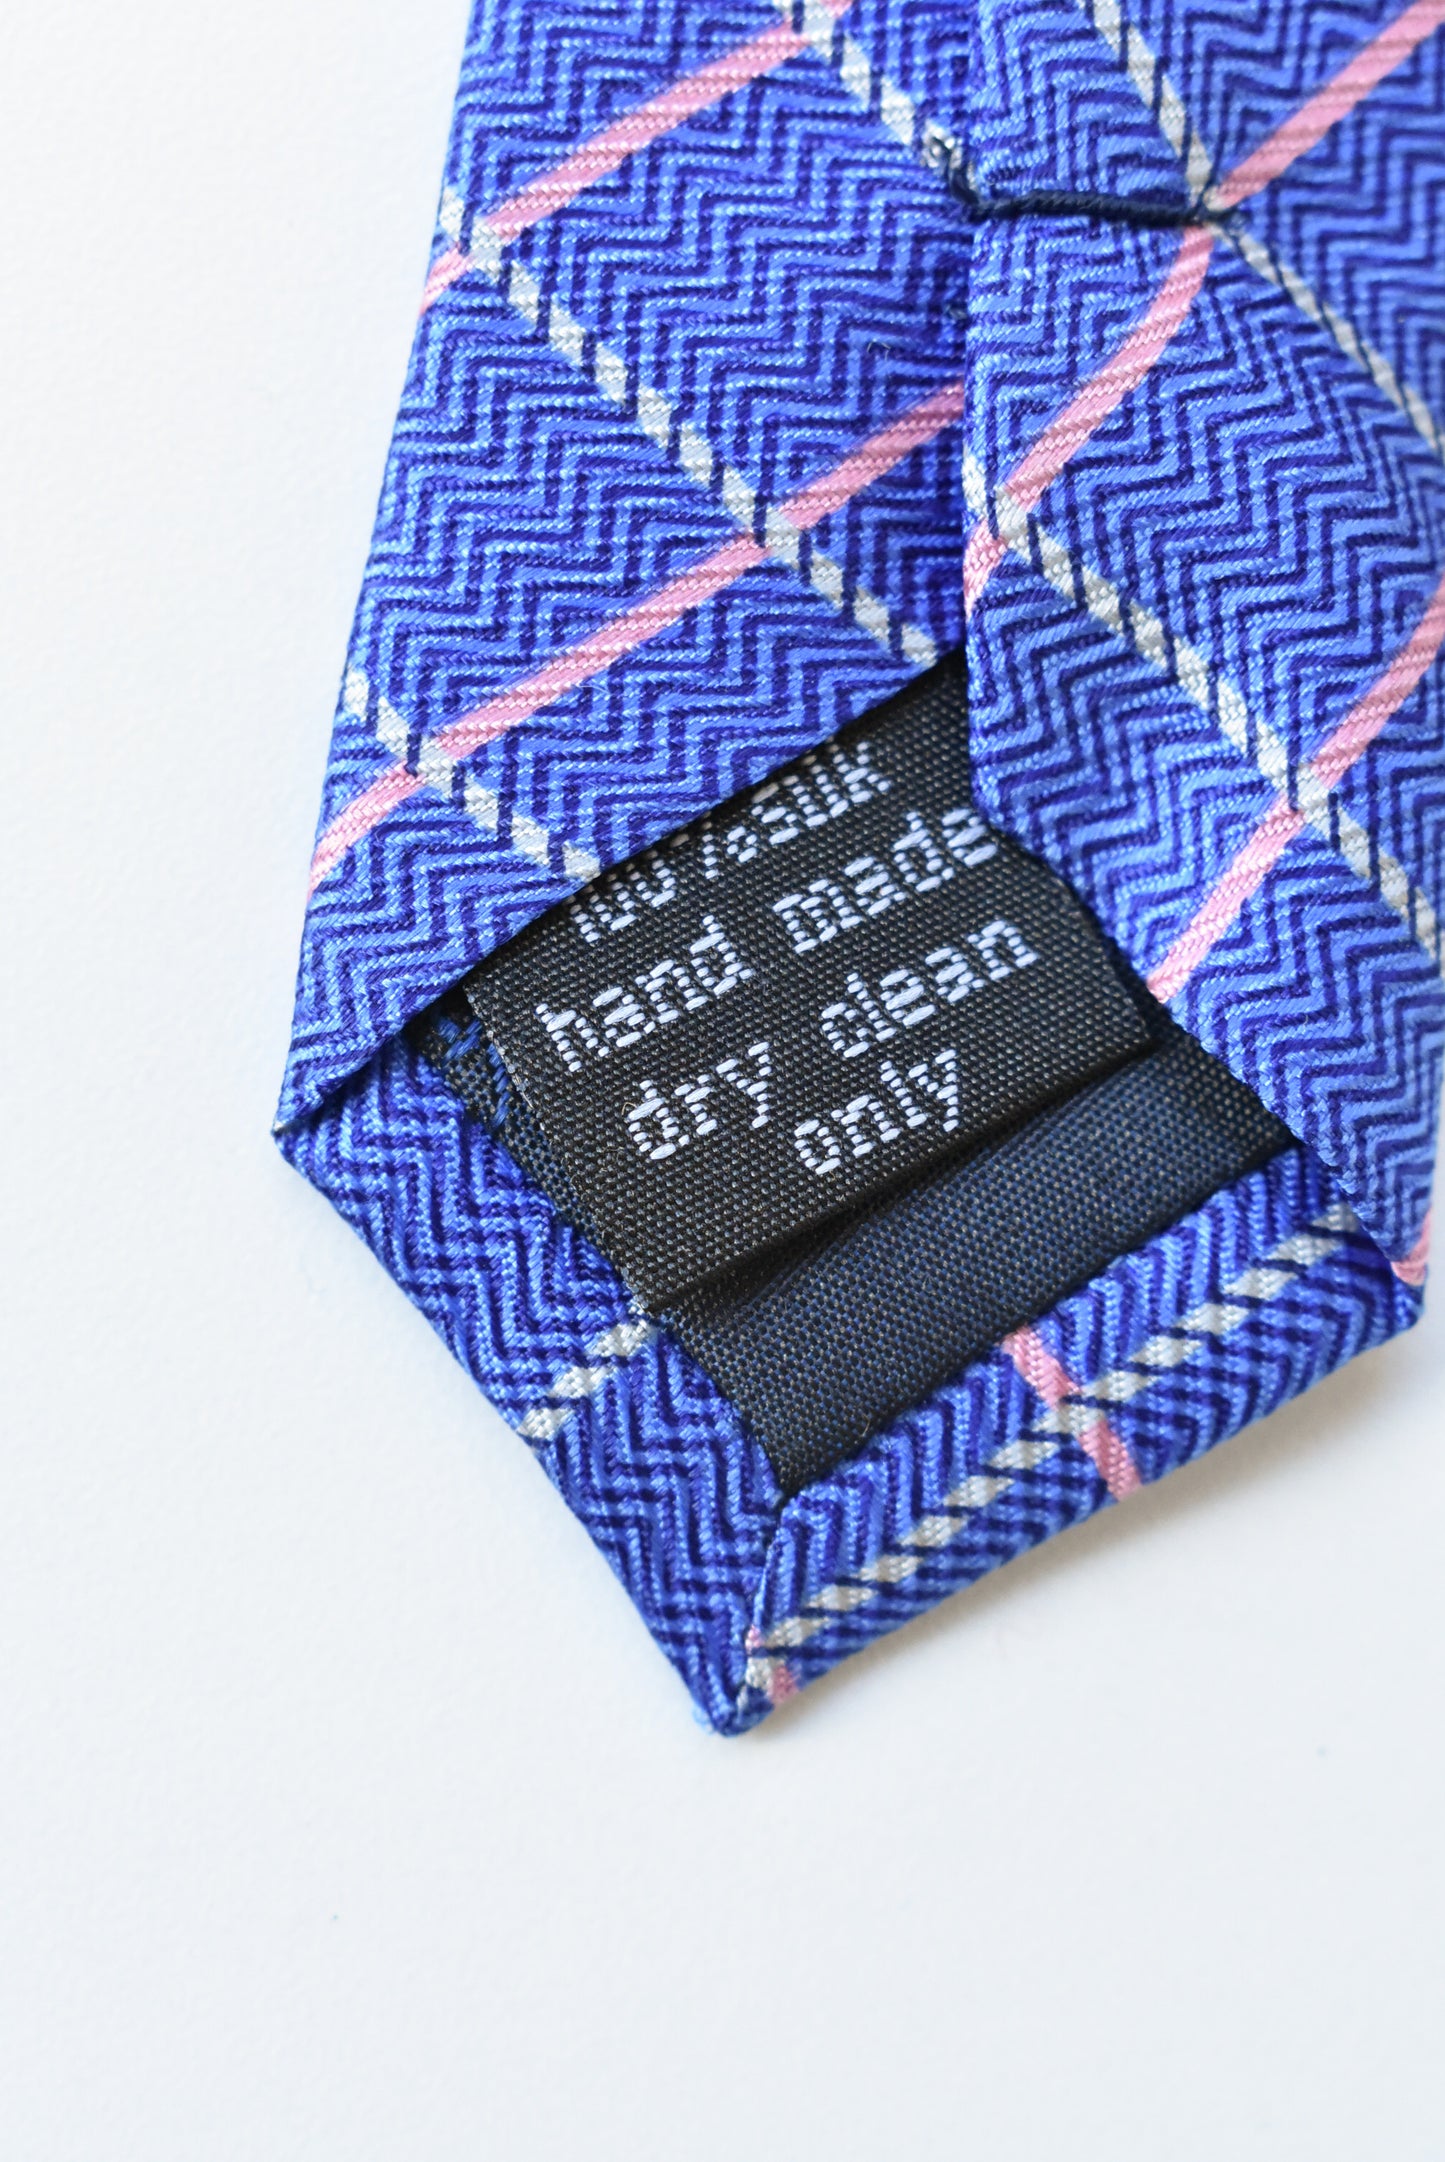 100% silk
hand made
dry clean
only